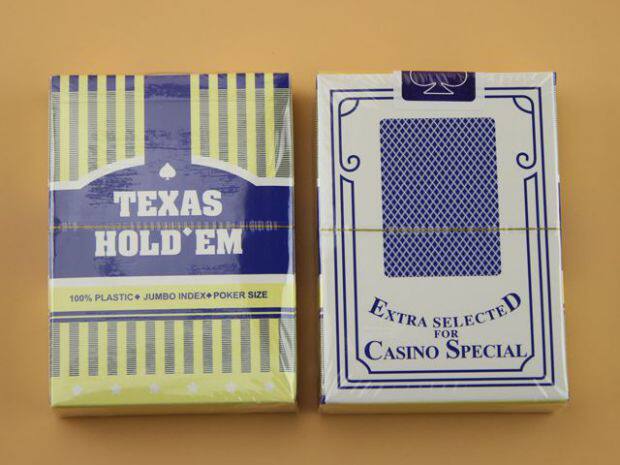 TEXAS
HOLD'EM
100% PLASTIC♦ JUMBO INDEX♦POKER SIZE
EXTRA SELECTED
FOR
CASINO SPECIAL